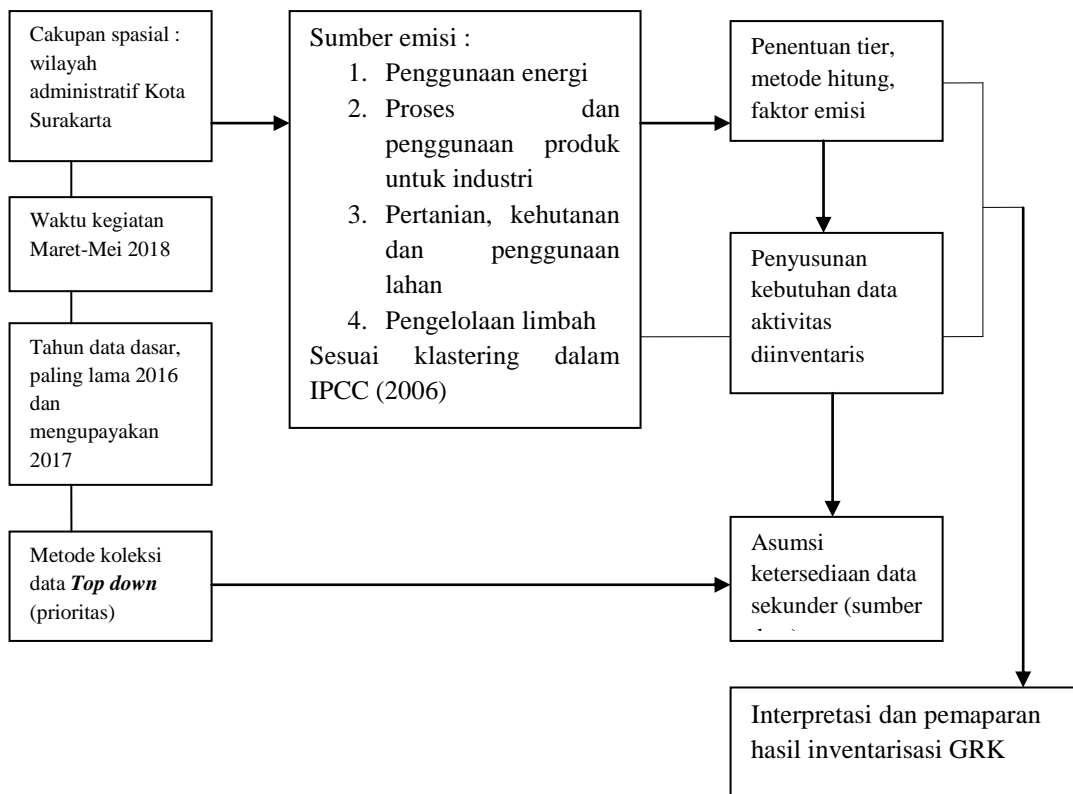 Cakupan spasial :
wilayah
administratif Kota
Surakarta
Waktu kegiatan
Maret-Mei 2018
Tahun data dasar,
paling lama 2016
dan
mengupayakan
2017
Metode koleksi
data Top down
(prioritas)
Sumber emisi :
1. Penggunaan energi
2. Proses dan
penggunaan produk
untuk industri
3. Pertanian, kehutanan
dan penggunaan
lahan
4. Pengelolaan limbah
Sesuai klastering dalam
IPCC (2006)
Penentuan tier,
metode hitung,
faktor emisi
Penyusunan
kebutuhan data
aktivitas
diinventaris
Asumsi
ketersediaan data
sekunder (sumber
Interpretasi dan pemaparan
hasil inventarisasi GRK